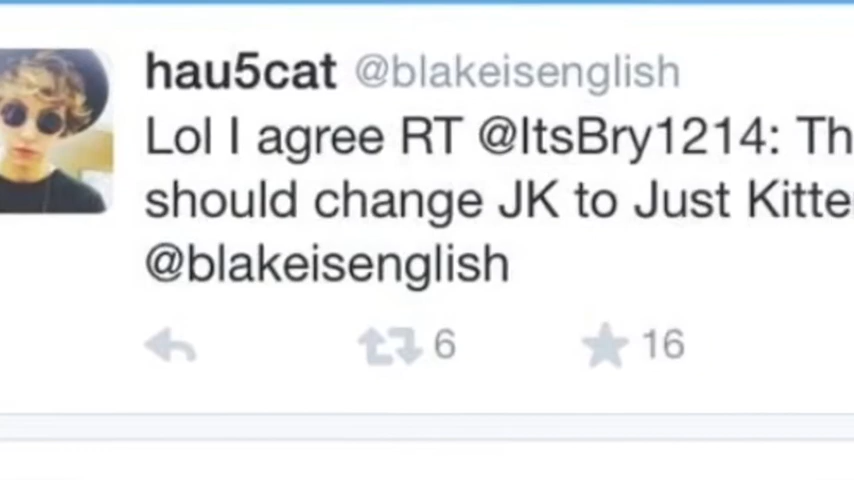 hau5cat @blakeisenglish
Lol I agree RT @ItsBry1214: Th
should change JK to Just Kitte
@blakeisenglish
6 16